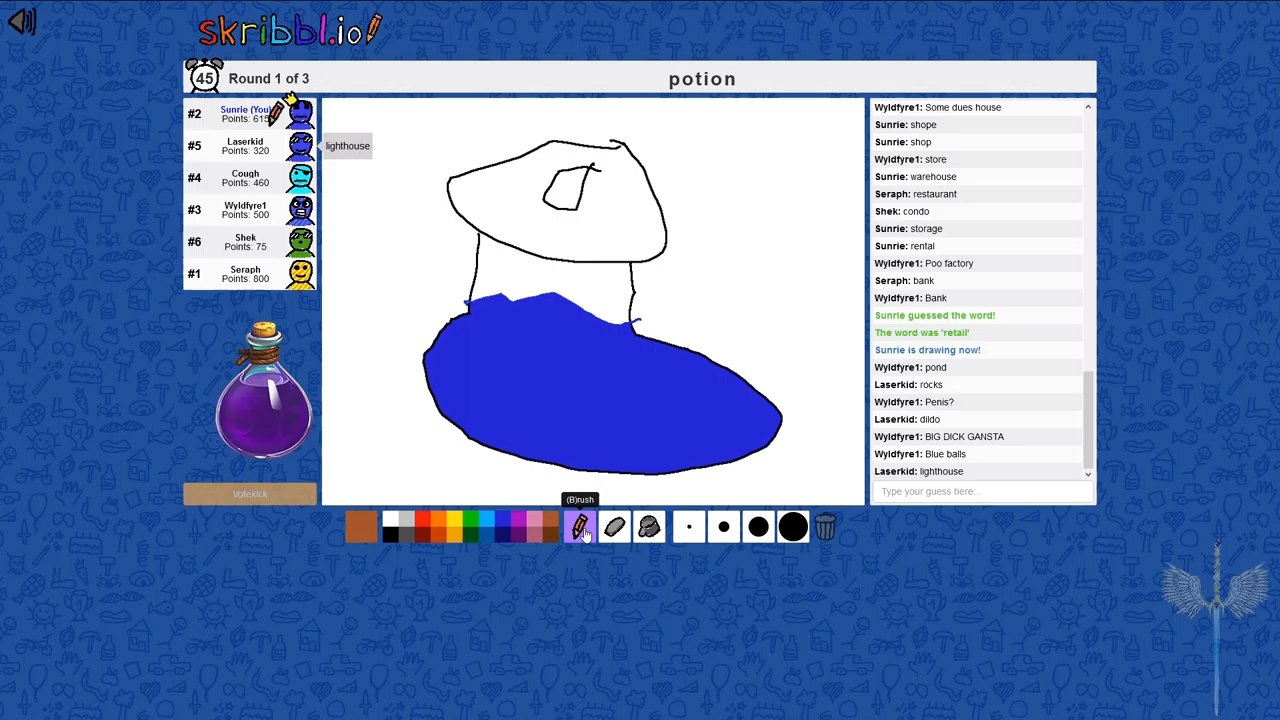 skribbl.io
45
Round 1 of 3
potion
#2
Sunrie (You)
Points: 615
#5
Laserkid
Points: 320
#4
Cough
Points: 460
#3
Wyldfyre1
Points: 500
#6
Shek
Points: 75
#1
Seraph
Points: 800
lighthouse
Votekick
Wyldfyre1: Some dues house
Sunrie: shope
Sunrie: shop
Wyldfyre1: store
Sunrie: warehouse
Seraph: restaurant
Shek: condo
Sunrie: storage
Sunrie: rental
Wyldfyre1: Poo factory
Seraph: bank
Wyldfyre1: Bank
Sunrie guessed the word!
The word was 'retail'
Sunrie is drawing now!
Wyldfyre1: pond
Laserkid: rocks
Wyldfyre1: Penis?
Laserkid: dildo
Wyldfyre1: BIG DICK GANSTA
Wyldfyre1: Blue balls
Laserkid: lighthouse
Type your guess here...
(B)rush